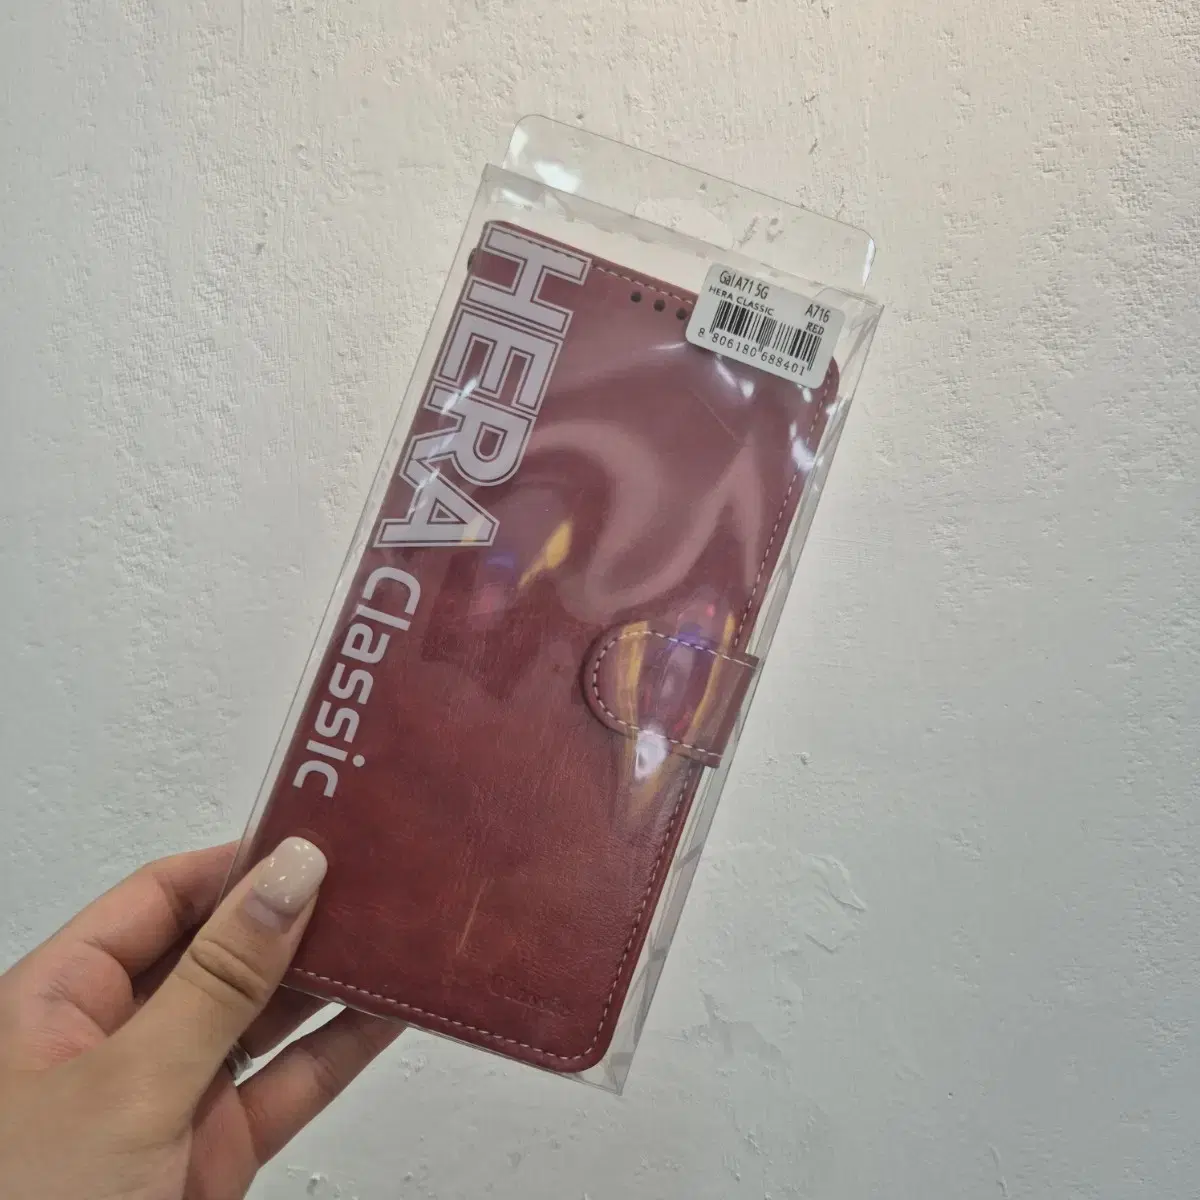 HERA Classic
Gal A71 5G
A716
HERA CLASSIC
RED
8 806180 688401